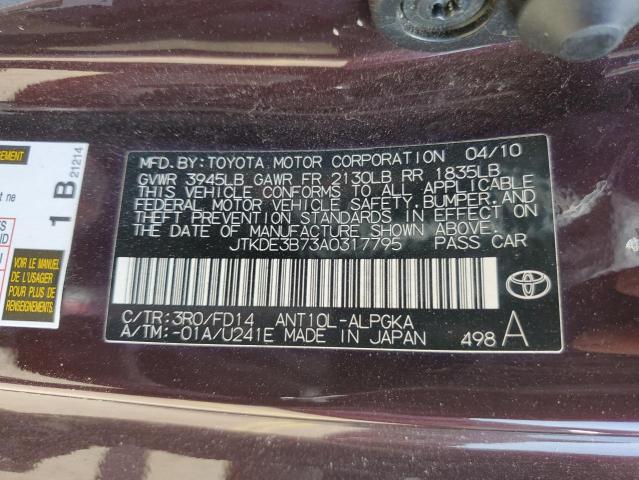 MFD. BY: TOYOTA MOTOR CORPORATION 04/10
GVWR 3945LB GAWR FR 2130LB RR 1835LB
THIS VEHICLE CONFORMS TO ALL APPLICABLE
FEDERAL MOTOR VEHICLE SAFETY, BUMPER, AND
THEFT PREVENTION STANDARDS IN EFFECT ON
THE DATE OF MANUFACTURE SHOWN ABOVE.
JTKDE3B73A0317795 PASS CAR
C/TR: 3R0/FD14 ANT10L-ALPGKA
A/TM: -01A/U241E MADE IN JAPAN 498 A
1 B 21214
ne
MANUEL DE
L'USAGER
POUR PLUS DE